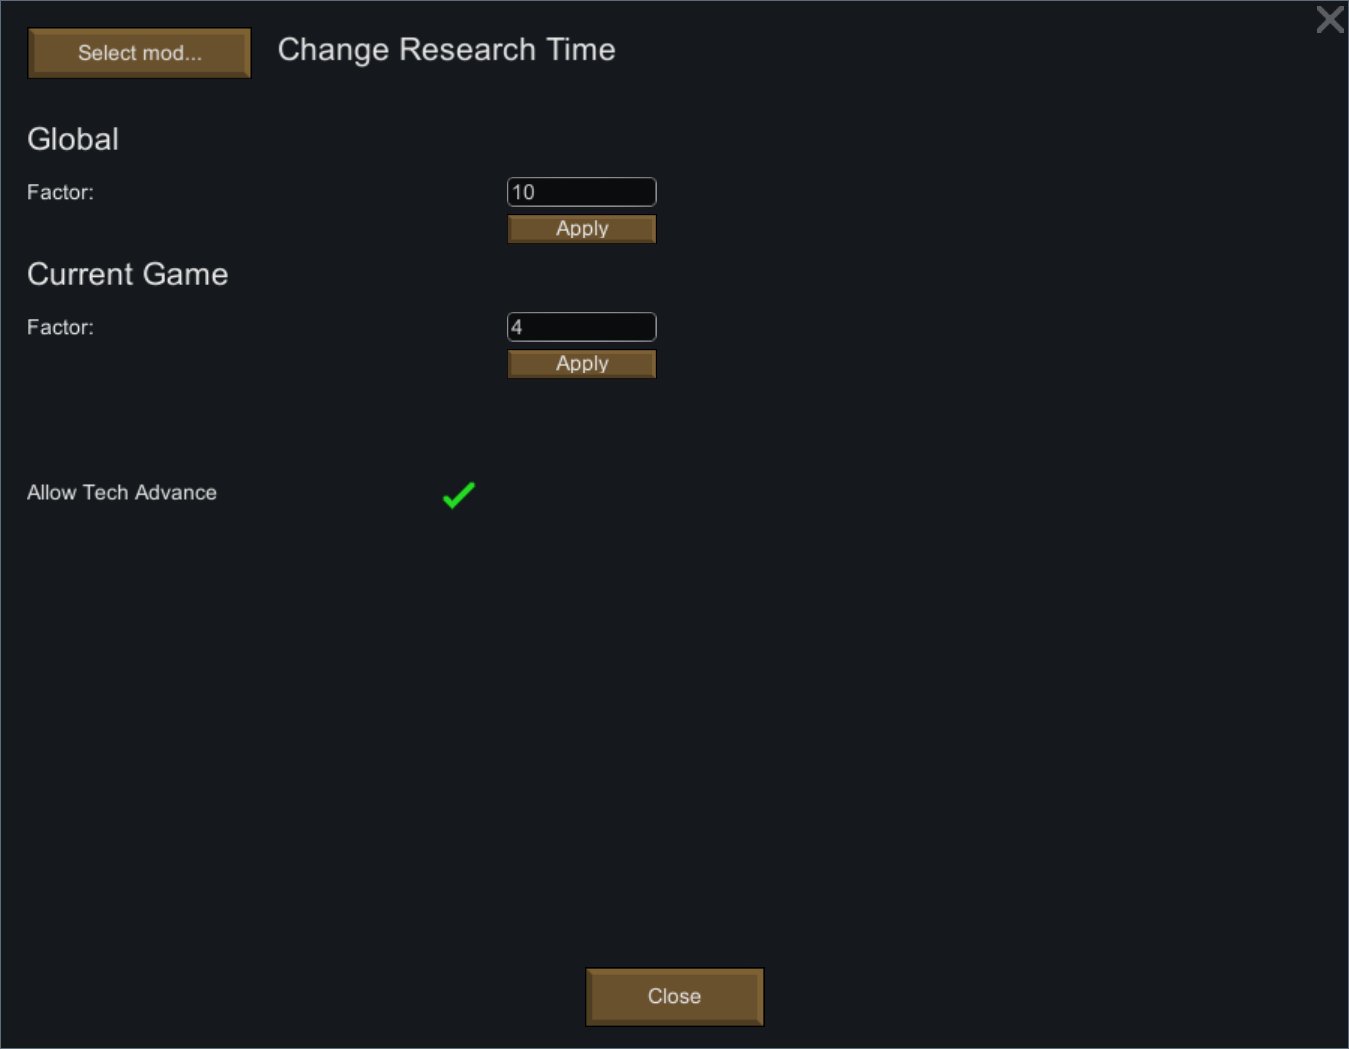 Select mod...
Change Research Time
Global
Factor:
10
Apply
Current Game
Factor:
4
Apply
Allow Tech Advance
Close